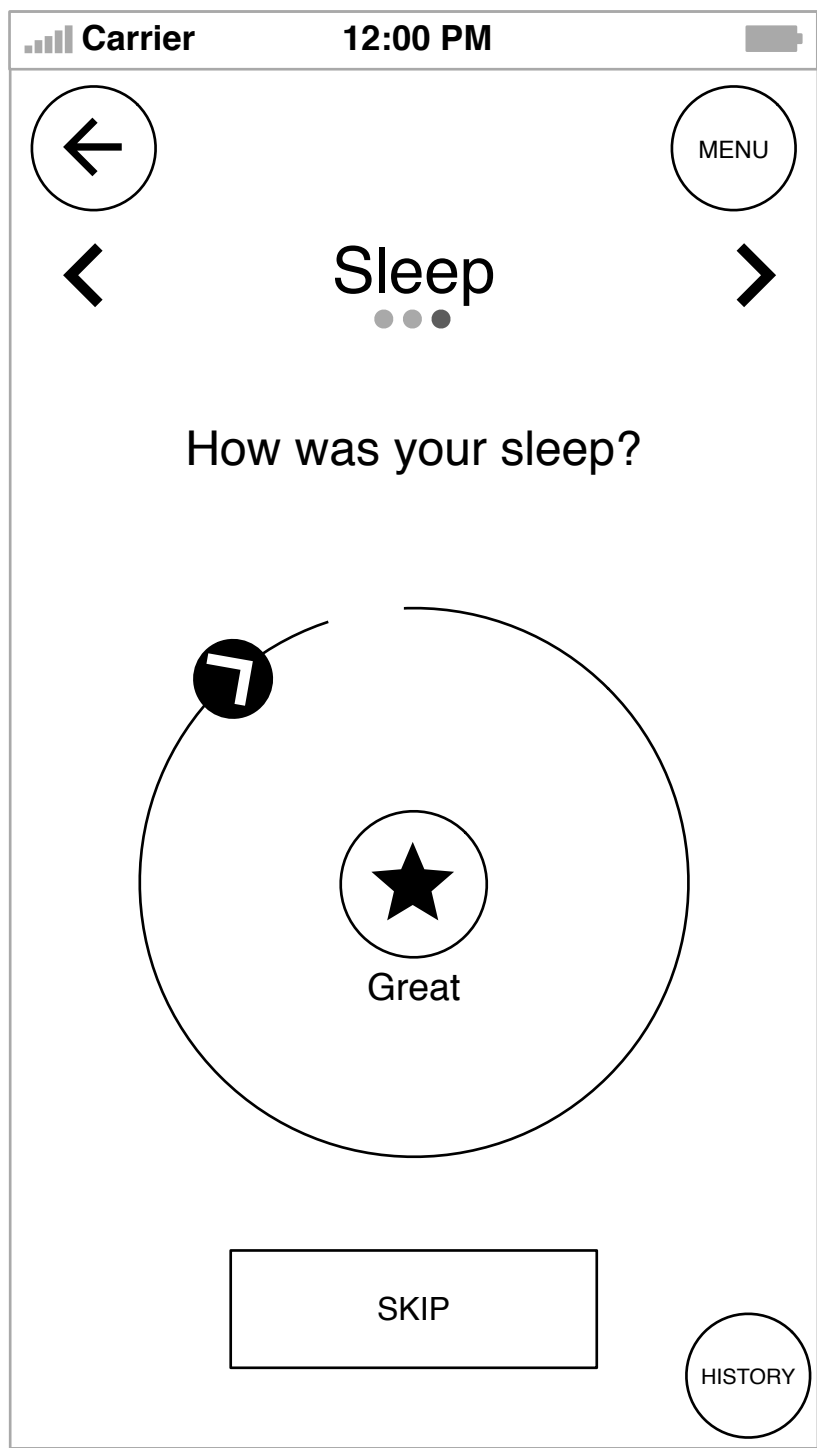 Carrier 12:00 PM
MENU
Sleep
How was your sleep?
Great
SKIP
HISTORY